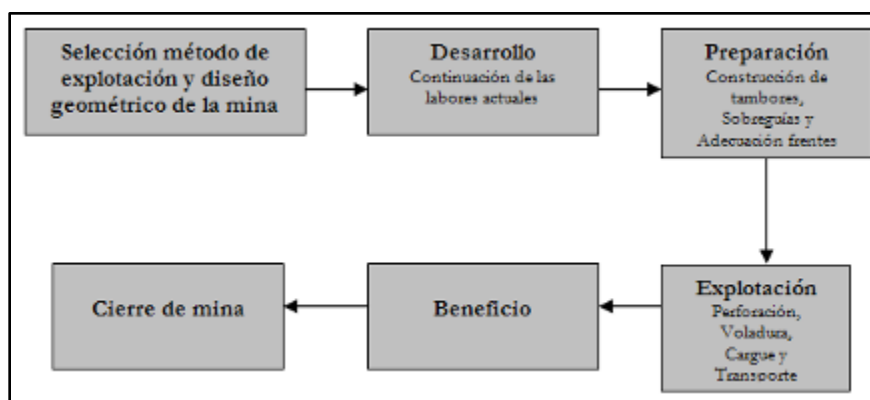 Selección método de
explotación y diseño
geométrico de la mina
Desarrollo
Continuación de las
labores actuales
Preparación
Construcción de
tambores,
Sobreguías y
Adecuación frentes
Explotación
Perforación,
Voladura,
Cargue y
Transporte
Beneficio
Cierre de mina